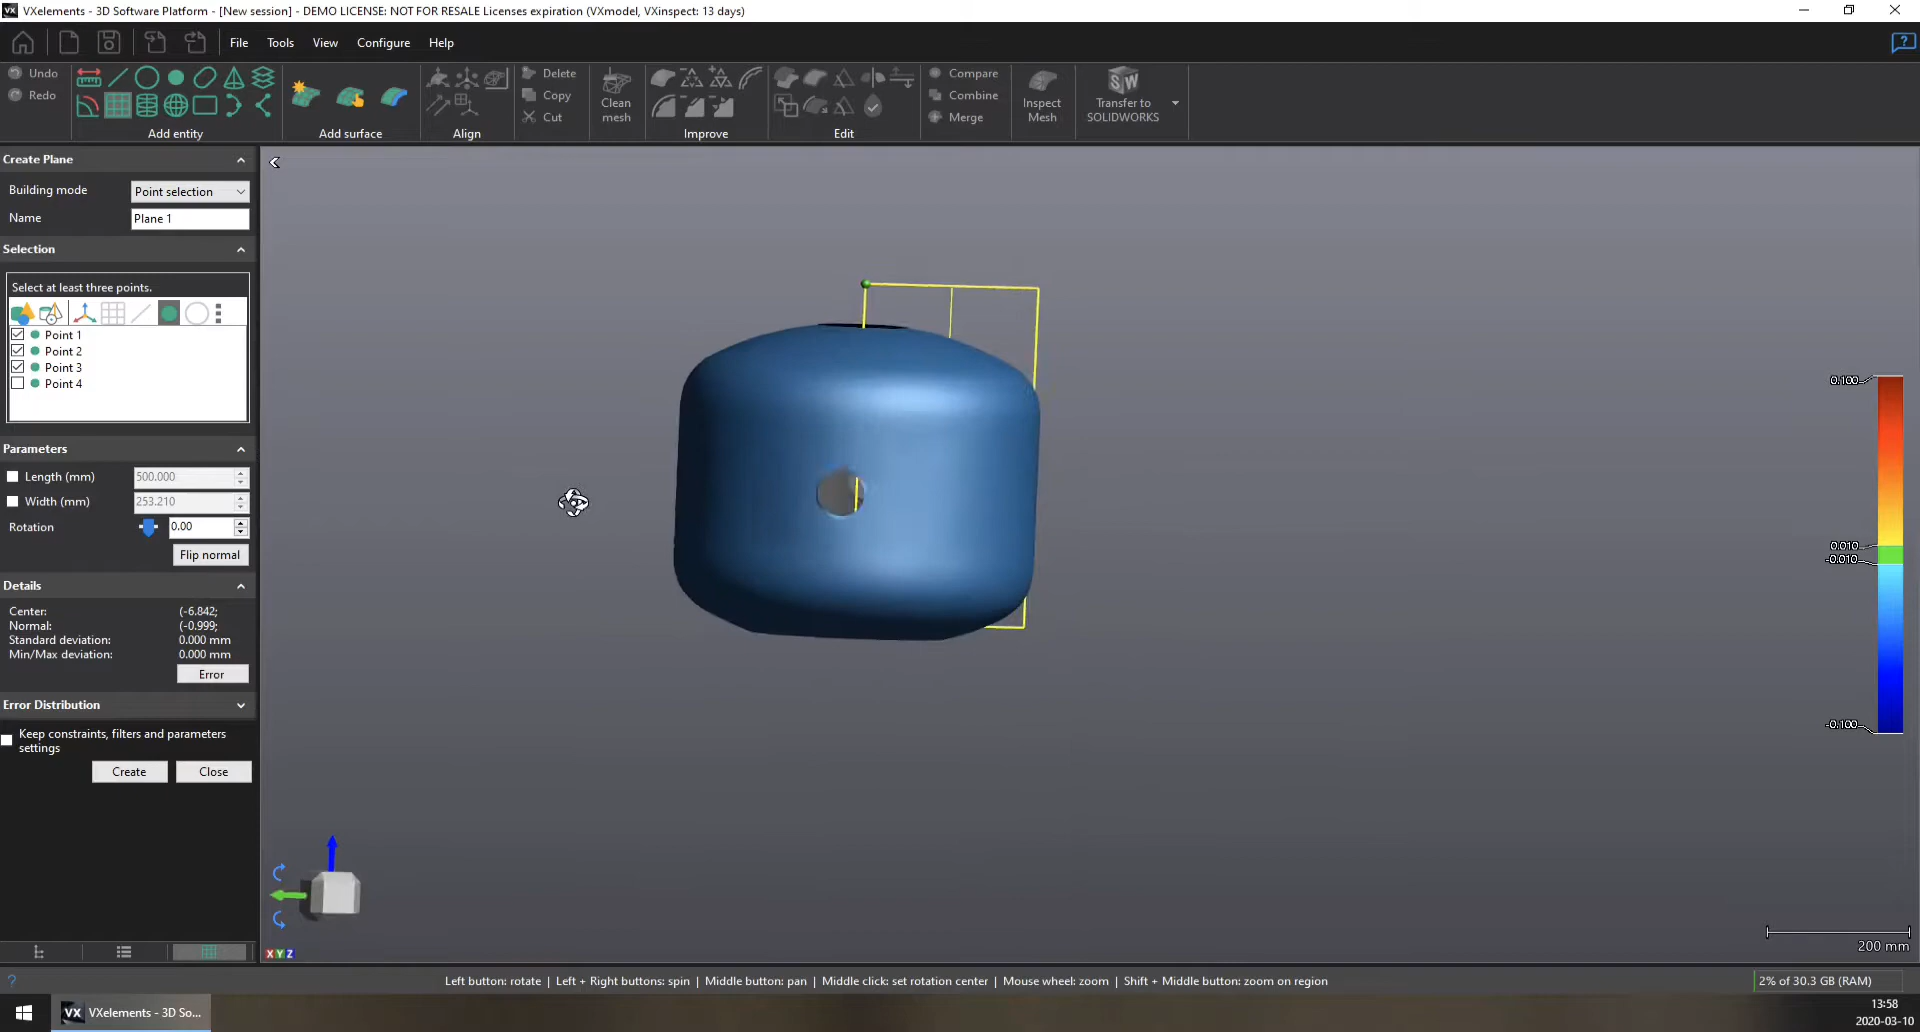 VXelements - 3D Software Platform - [New session] - DEMO LICENSE: NOT FOR RESALE Licenses expiration (VXmodel, VXinspect: 13 days)
File Tools View Configure Help
Undo
Redo
Add entity
Add surface
Align
Delete
Copy
Cut
Clean
mesh
Improve
Edit
Compare
Combine
Merge
Inspect
Mesh
Transfer to
SOLIDWORKS
Create Plane
Building mode Point selection
Name Plane 1
Selection
Select at least three points.
Point 1
Point 2
Point 3
Point 4
Parameters
Length (mm) 500.000
Width (mm) 253.210
Rotation 0.00
Flip normal
Details
Center: (-6.842;
Normal: (-0.999;
Standard deviation: 0.000 mm
Min/Max deviation: 0.000 mm
Error
Error Distribution
Keep constraints, filters and parameters
settings
Create Close
XYZ
0.100
0.010
-0.010
-0.100
200 mm
Left button: rotate | Left + Right buttons: spin | Middle button: pan | Middle click: set rotation center | Mouse wheel: zoom | Shift + Middle button: zoom on region
2% of 30.3 GB (RAM)
VX VXelements - 3D So...
13:58
2020-03-10